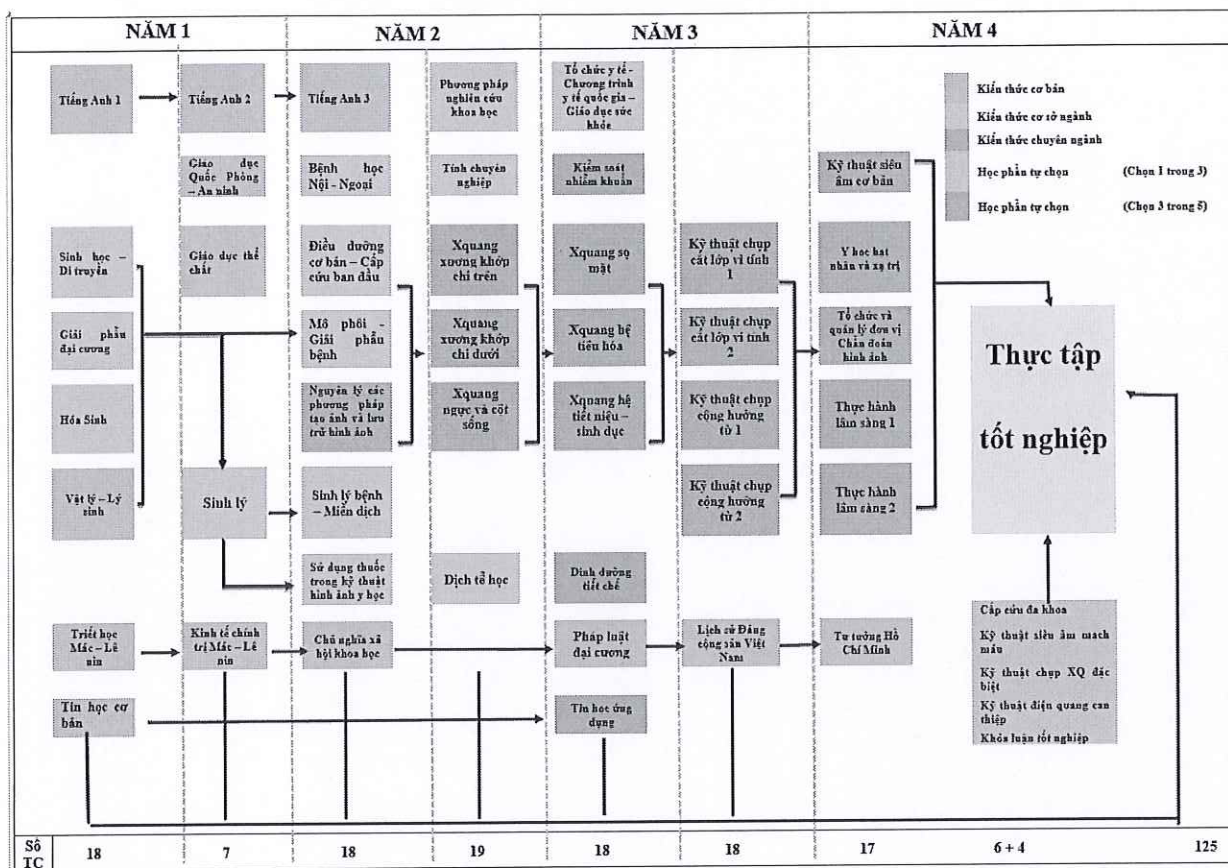 NĂM 1
NĂM 2
NĂM 3
NĂM 4
Tiếng Anh 1
Tiếng Anh 2
Tiếng Anh 3
Phương pháp
nghiên cứu
khoa học
Tổ chức y tế -
Chương trình
y tế quốc gia –
Giáo dục sức
khỏe
Kiến thức cơ bản
Kiến thức cơ sở ngành
Kiến thức chuyên ngành
Học phần tự chọn (Chọn 1 trong 3)
Học phần tự chọn (Chọn 3 trong 5)
Giáo dục
Quốc Phòng
– An ninh
Bệnh học
Nội - Ngoại
Tính chuyên
nghiệp
Kiểm soát
nhiễm khuẩn
Kỹ thuật siêu
âm cơ bản
Sinh học –
Di truyền
Giáo dục thể
chất
Điều dưỡng
cơ bản – Cấp
cứu ban đầu
Xquang
xương khớp
chi trên
Xquang sọ
mặt
Kỹ thuật chụp
cắt lớp vi tính
1
Y học hạt
nhân và xạ trị
Giải phẫu
đại cương
Mô phôi -
Giải phẫu
bệnh
Xquang
xương khớp
chi dưới
Xquang hệ
tiêu hóa
Kỹ thuật chụp
cắt lớp vi tính
2
Tổ chức và
quản lý đơn vị
Chẩn đoán
hình ảnh
Thực tập
tốt nghiệp
Hóa Sinh
Nguyên lý các
phương pháp
tạo ảnh và lưu
trữ hình ảnh
Xquang
ngực và cột
sống
Xquang hệ
tiết niệu –
sinh dục
Kỹ thuật chụp
cộng hưởng
từ 1
Thực hành
lâm sàng 1
Vật lý – Lý
sinh
Sinh lý
Sinh lý bệnh
– Miễn dịch
Kỹ thuật chụp
cộng hưởng
từ 2
Thực hành
lâm sàng 2
Sử dụng thuốc
trong kỹ thuật
hình ảnh y học
Dịch tễ học
Dinh dưỡng
tiết chế
Cấp cứu đa khoa
Kỹ thuật siêu âm mạch
máu
Kỹ thuật chụp XQ đặc
biệt
Kỹ thuật điện quang can
thiệp
Khóa luận tốt nghiệp
Triết học
Mác – Lê
nin
Kinh tế chính
trị Mác – Lê
nin
Chủ nghĩa xã
hội khoa học
Pháp luật
đại cương
Lịch sử Đảng
cộng sản Việt
Nam
Tư tưởng Hồ
Chí Minh
Tin học cơ
bản
Tin học ứng
dụng
Số
TC
18
7
18
19
18
18
17
6 + 4
125